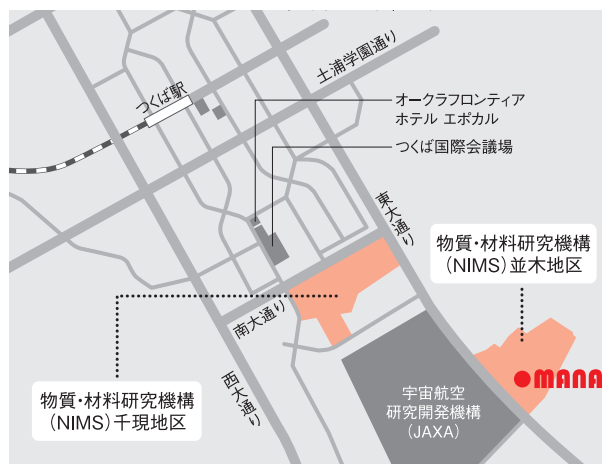 土浦学園通り
つくば駅
オークラフロンティア
ホテル エポカル
つくば国際会議場
東大通り
物質・材料研究機構
(NIMS)並木地区
南大通り
MANA
西大通り
物質・材料研究機構
(NIMS)千現地区
宇宙航空
研究開発機構
(JAXA)